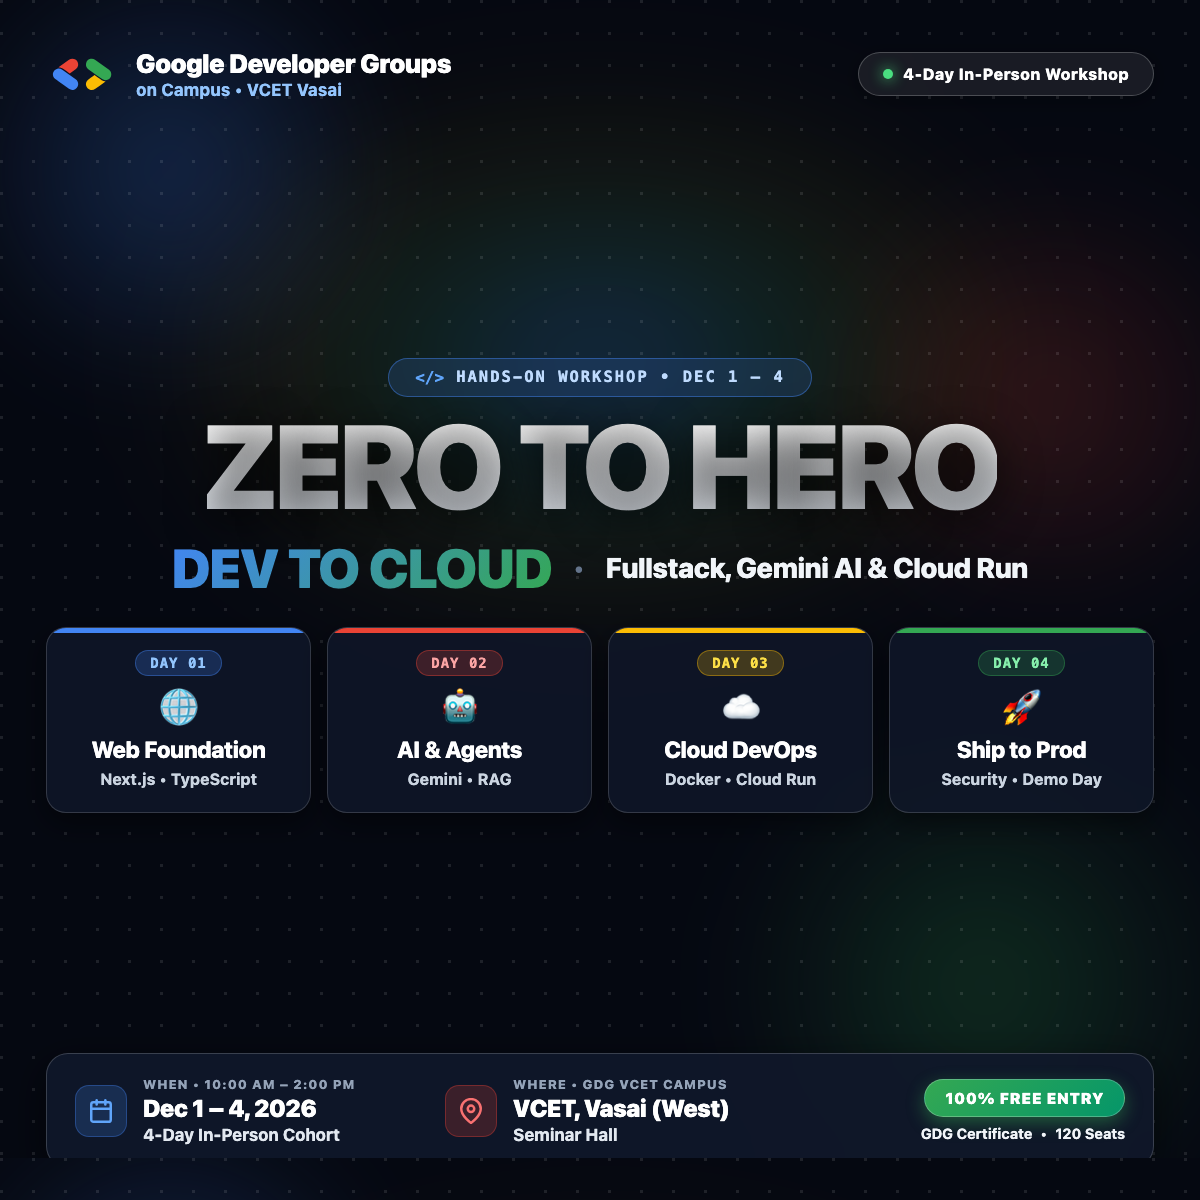 Google Developer Groups
on Campus • VCET Vasai
4-Day In-Person Workshop
</> HANDS-ON WORKSHOP • DEC 1 – 4
ZERO TO HERO
DEV TO CLOUD • Fullstack, Gemini AI & Cloud Run
DAY 01
Web Foundation
Next.js • TypeScript
DAY 02
AI & Agents
Gemini • RAG
DAY 03
Cloud DevOps
Docker • Cloud Run
DAY 04
Ship to Prod
Security • Demo Day
WHEN • 10:00 AM – 2:00 PM
Dec 1 – 4, 2026
4-Day In-Person Cohort
WHERE • GDG VCET CAMPUS
VCET, Vasai (West)
Seminar Hall
100% FREE ENTRY
GDG Certificate • 120 Seats